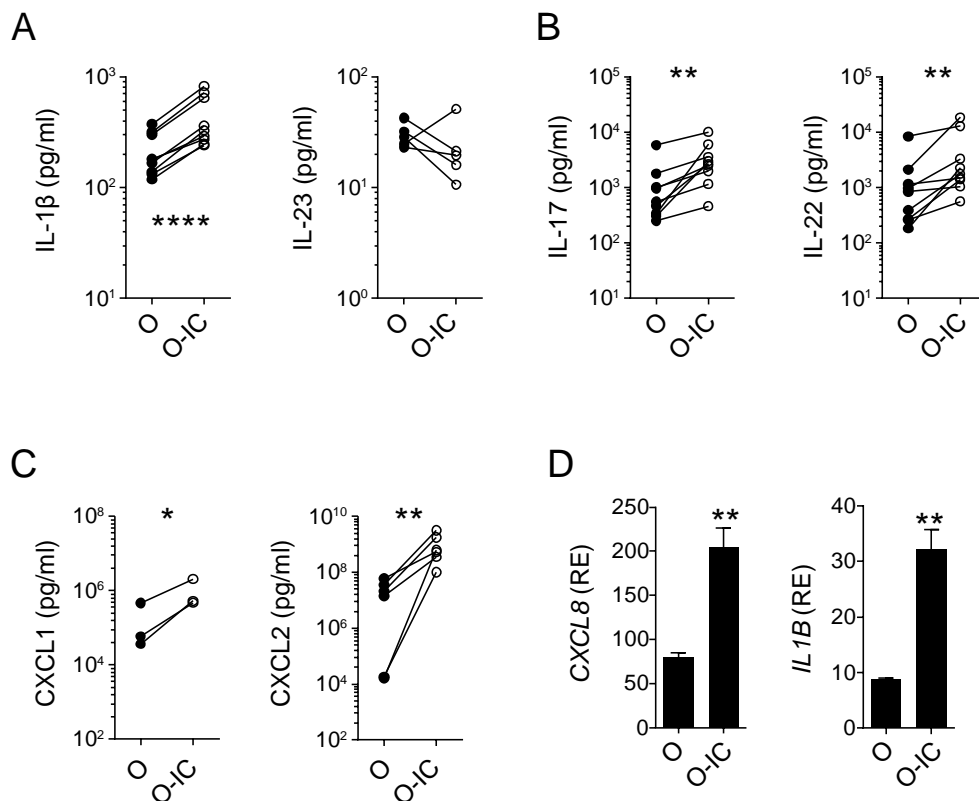 A
IL-1β (pg/ml)
10³
10²
10¹
****
O
O-IC
IL-23 (pg/ml)
10²
10¹
10⁰
O
O-IC
B
IL-17 (pg/ml)
10⁵
10⁴
10³
10²
10¹
**
O
O-IC
IL-22 (pg/ml)
10⁵
10⁴
10³
10²
10¹
**
O
O-IC
C
CXCL1 (pg/ml)
10⁸
10⁶
10⁴
10²
*
O
O-IC
CXCL2 (pg/ml)
10¹⁰
10⁸
10⁶
10⁴
10²
**
O
O-IC
D
CXCL8 (RE)
250
200
150
100
50
0
**
O
O-IC
IL1B (RE)
40
30
20
10
0
**
O
O-IC